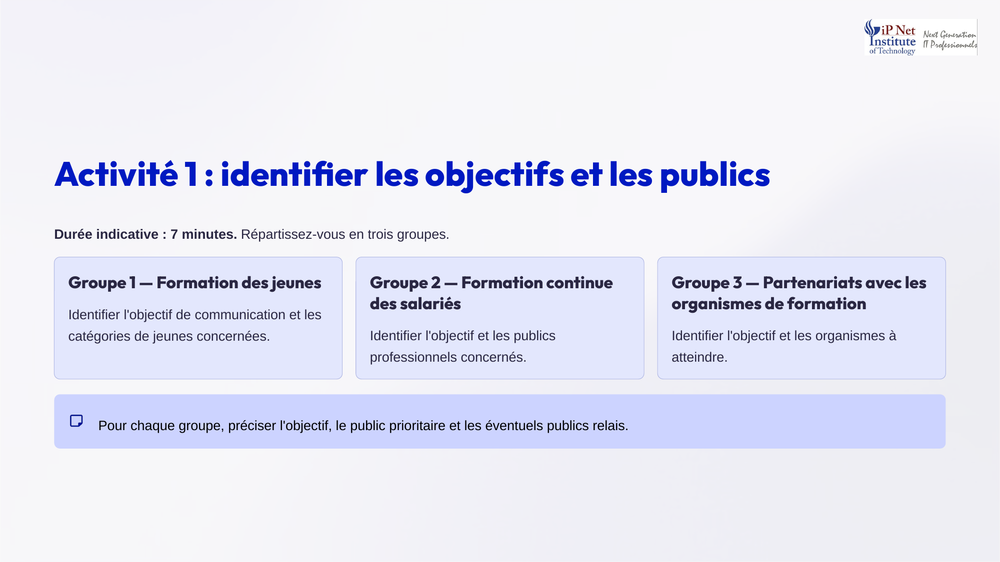 iP Net
Institute
of Technology
Next Generation
IT Professionnels
Activité 1 : identifier les objectifs et les publics
Durée indicative : 7 minutes. Répartissez-vous en trois groupes.
Groupe 1 — Formation des jeunes
Identifier l'objectif de communication et les
catégories de jeunes concernées.
Groupe 2 — Formation continue
des salariés
Identifier l'objectif et les publics
professionnels concernés.
Groupe 3 — Partenariats avec les
organismes de formation
Identifier l'objectif et les organismes à
atteindre.
Pour chaque groupe, préciser l'objectif, le public prioritaire et les éventuels publics relais.